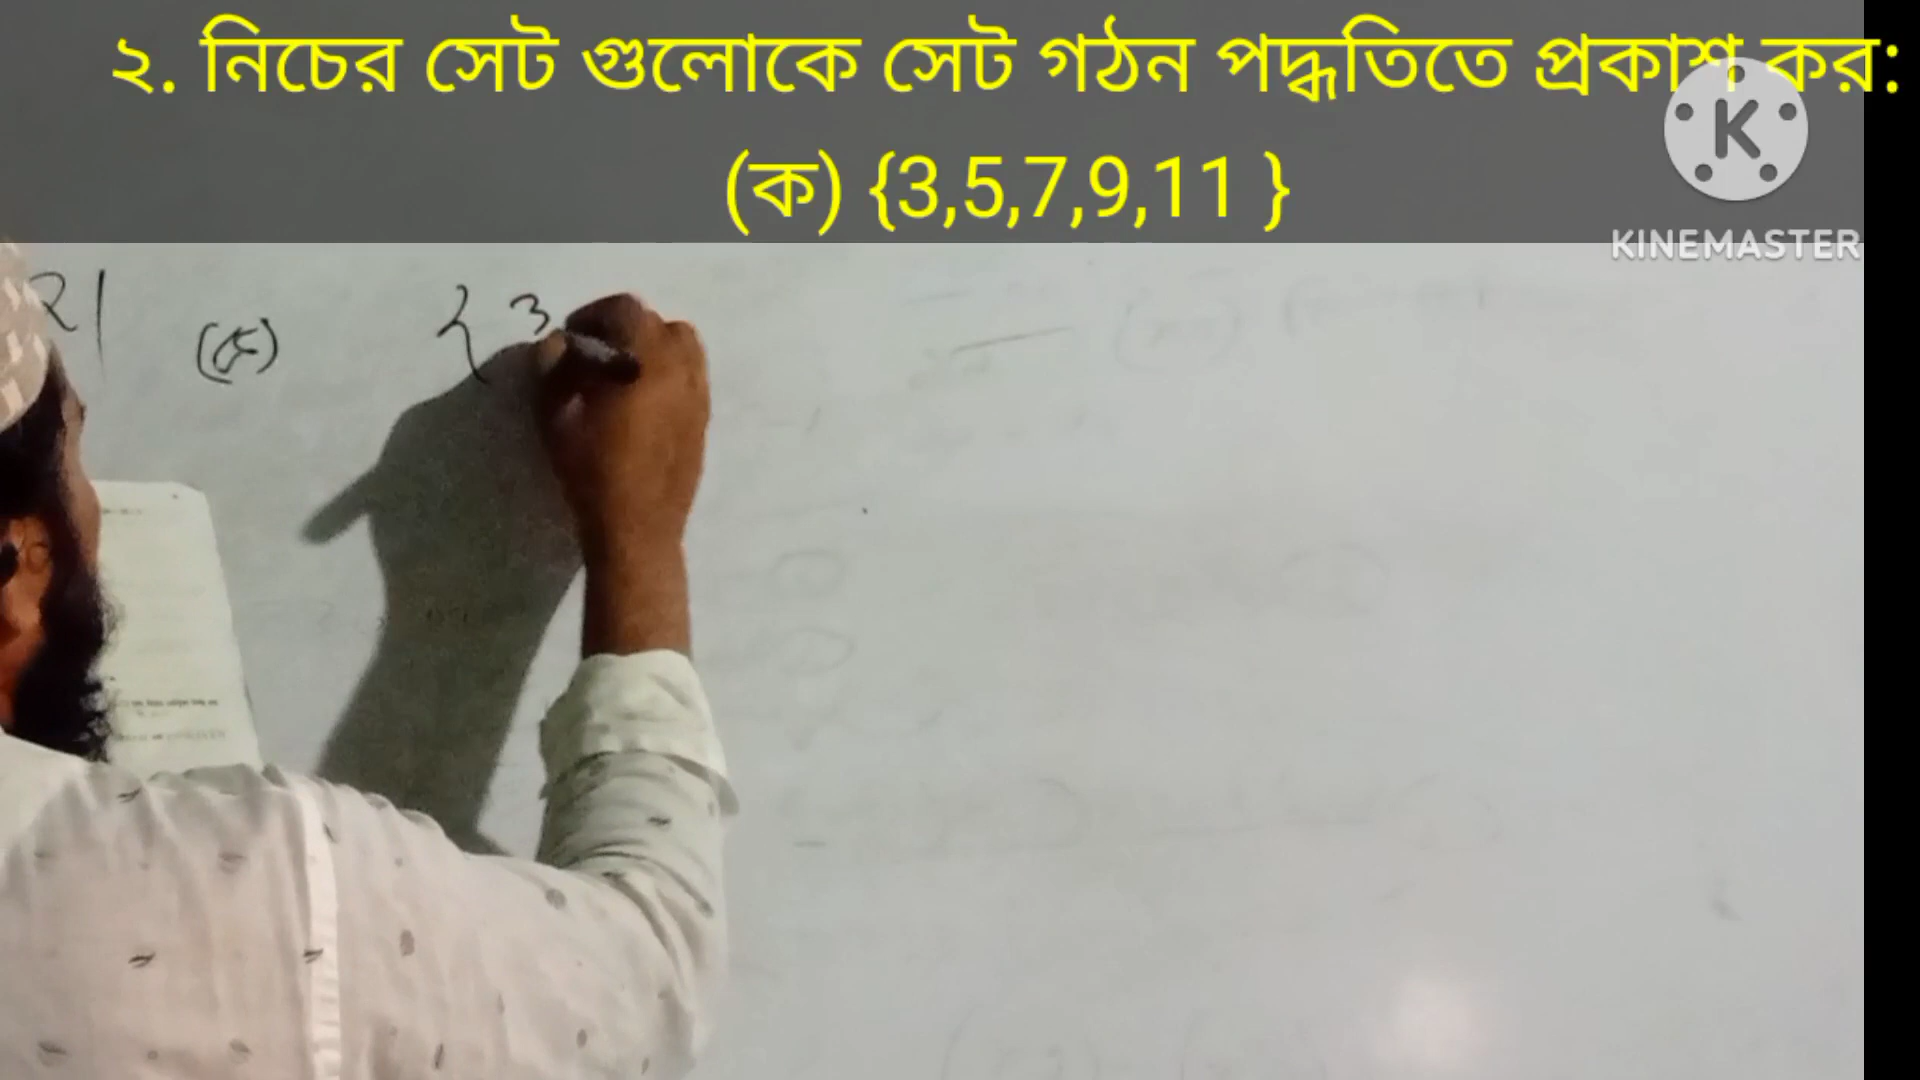 ২. নিচের সেট গুলোকে সেট গঠন পদ্ধতিতে প্রকাশ কর:
(ক) {3,5,7,9,11 }
K
KINEMASTER
২। (ক) { 3